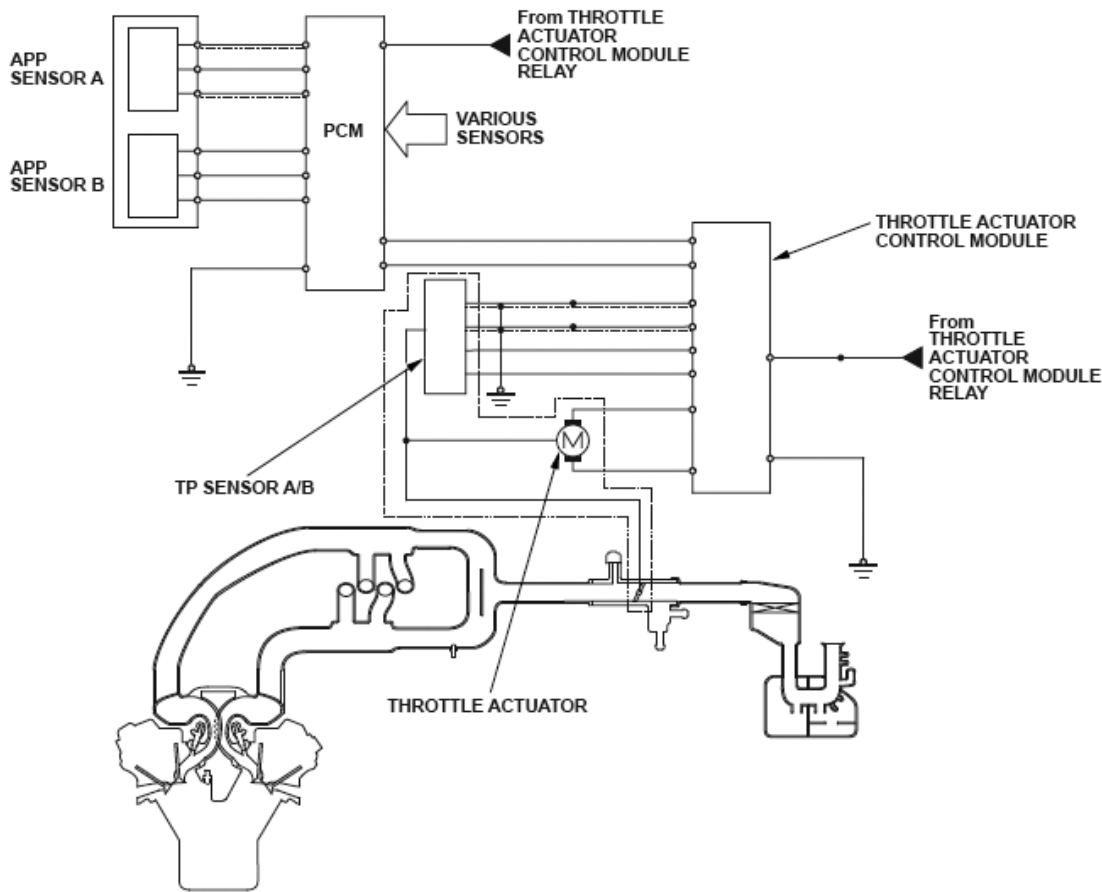 From THROTTLE
ACTUATOR
CONTROL MODULE
RELAY
APP
SENSOR A
PCM
VARIOUS
SENSORS
APP
SENSOR B
THROTTLE ACTUATOR
CONTROL MODULE
From
THROTTLE
ACTUATOR
CONTROL MODULE
RELAY
M
TP SENSOR A/B
THROTTLE ACTUATOR